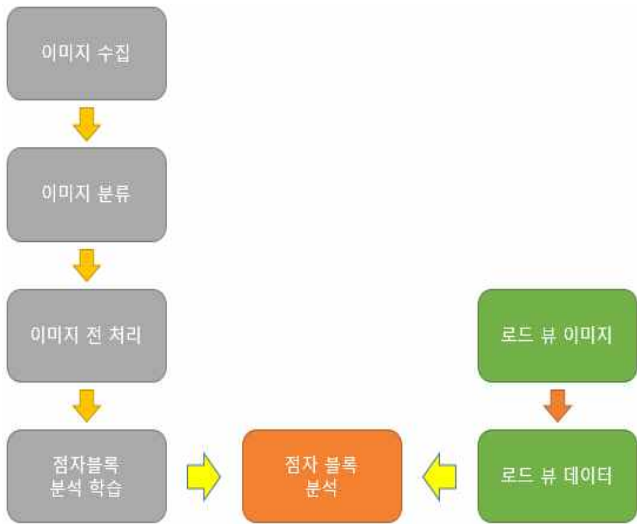 이미지 수집
이미지 분류
이미지 전 처리
로드 뷰 이미지
점자블록
분석 학습
점자 블록
분석
로드 뷰 데이터